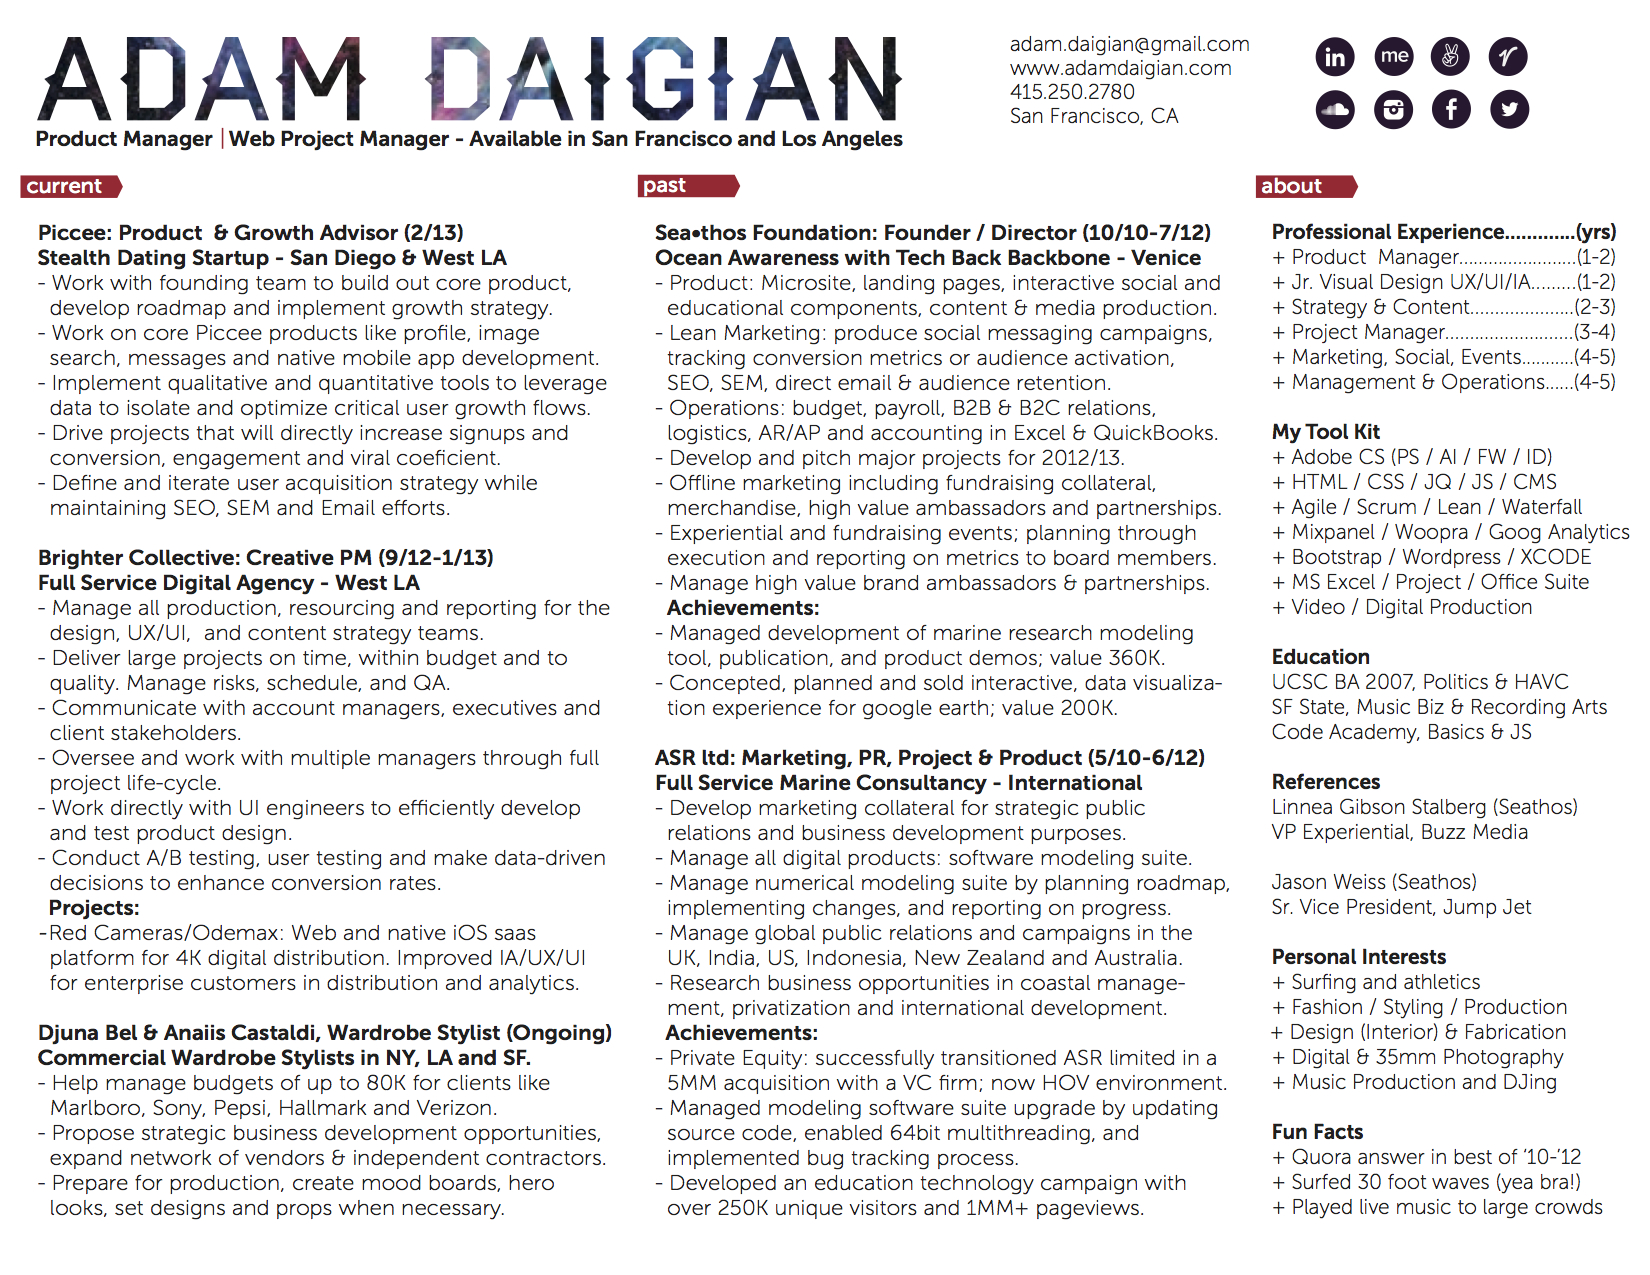 ADAM DAIGIAN
Product Manager | Web Project Manager - Available in San Francisco and Los Angeles
adam.daigian@gmail.com
www.adamdaigian.com
415.250.2780
San Francisco, CA
in
me
current
Piccee: Product & Growth Advisor (2/13)
Stealth Dating Startup - San Diego & West LA
- Work with founding team to build out core product,
develop roadmap and implement growth strategy.
- Work on core Piccee products like profile, image
search, messages and native mobile app development.
- Implement qualitative and quantitative tools to leverage
data to isolate and optimize critical user growth flows.
- Drive projects that will directly increase signups and
conversion, engagement and viral coeficient.
- Define and iterate user acquisition strategy while
maintaining SEO, SEM and Email efforts.
Brighter Collective: Creative PM (9/12-1/13)
Full Service Digital Agency - West LA
- Manage all production, resourcing and reporting for the
design, UX/UI, and content strategy teams.
- Deliver large projects on time, within budget and to
quality. Manage risks, schedule, and QA.
- Communicate with account managers, executives and
client stakeholders.
- Oversee and work with multiple managers through full
project life-cycle.
- Work directly with UI engineers to efficiently develop
and test product design.
- Conduct A/B testing, user testing and make data-driven
decisions to enhance conversion rates.
Projects:
-Red Cameras/Odemax: Web and native iOS saas
platform for 4K digital distribution. Improved IA/UX/UI
for enterprise customers in distribution and analytics.
Djuna Bel & Anaiis Castaldi, Wardrobe Stylist (Ongoing)
Commercial Wardrobe Stylists in NY, LA and SF.
- Help manage budgets of up to 80K for clients like
Marlboro, Sony, Pepsi, Hallmark and Verizon.
- Propose strategic business development opportunities,
expand network of vendors & independent contractors.
- Prepare for production, create mood boards, hero
looks, set designs and props when necessary.
past
Sea•thos Foundation: Founder / Director (10/10-7/12)
Ocean Awareness with Tech Back Backbone - Venice
- Product: Microsite, landing pages, interactive social and
educational components, content & media production.
- Lean Marketing: produce social messaging campaigns,
tracking conversion metrics or audience activation,
SEO, SEM, direct email & audience retention.
- Operations: budget, payroll, B2B & B2C relations,
logistics, AR/AP and accounting in Excel & QuickBooks.
- Develop and pitch major projects for 2012/13.
- Offline marketing including fundraising collateral,
merchandise, high value ambassadors and partnerships.
- Experiential and fundraising events; planning through
execution and reporting on metrics to board members.
- Manage high value brand ambassadors & partnerships.
Achievements:
- Managed development of marine research modeling
tool, publication, and product demos; value 360K.
- Concepted, planned and sold interactive, data visualiza-
tion experience for google earth; value 200K.
ASR ltd: Marketing, PR, Project & Product (5/10-6/12)
Full Service Marine Consultancy - International
- Develop marketing collateral for strategic public
relations and business development purposes.
- Manage all digital products: software modeling suite.
- Manage numerical modeling suite by planning roadmap,
implementing changes, and reporting on progress.
- Manage global public relations and campaigns in the
UK, India, US, Indonesia, New Zealand and Australia.
- Research business opportunities in coastal manage-
ment, privatization and international development.
Achievements:
- Private Equity: successfully transitioned ASR limited in a
5MM acquisition with a VC firm; now HOV environment.
- Managed modeling software suite upgrade by updating
source code, enabled 64bit multithreading, and
implemented bug tracking process.
- Developed an education technology campaign with
over 250K unique visitors and 1MM+ pageviews.
about
Professional Experience.............(yrs)
+ Product Manager........................(1-2)
+ Jr. Visual Design UX/UI/IA.........(1-2)
+ Strategy & Content.....................(2-3)
+ Project Manager..........................(3-4)
+ Marketing, Social, Events...........(4-5)
+ Management & Operations......(4-5)
My Tool Kit
+ Adobe CS (PS / AI / FW / ID)
+ HTML / CSS / JQ / JS / CMS
+ Agile / Scrum / Lean / Waterfall
+ Mixpanel / Woopra / Goog Analytics
+ Bootstrap / Wordpress / XCODE
+ MS Excel / Project / Office Suite
+ Video / Digital Production
Education
UCSC BA 2007, Politics & HAVC
SF State, Music Biz & Recording Arts
Code Academy, Basics & JS
References
Linnea Gibson Stalberg (Seathos)
VP Experiential, Buzz Media
Jason Weiss (Seathos)
Sr. Vice President, Jump Jet
Personal Interests
+ Surfing and athletics
+ Fashion / Styling / Production
+ Design (Interior) & Fabrication
+ Digital & 35mm Photography
+ Music Production and DJing
Fun Facts
+ Quora answer in best of ‘10-’12
+ Surfed 30 foot waves (yea bra!)
+ Played live music to large crowds